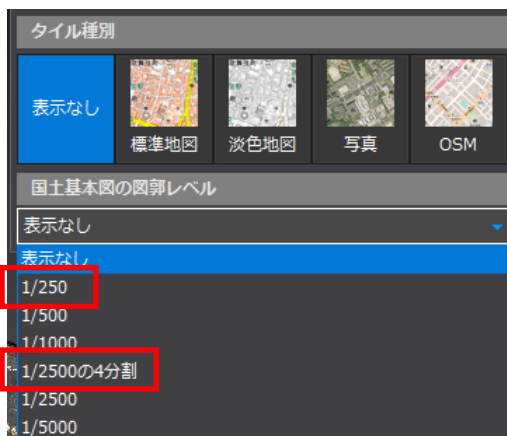 タイル種別
表示なし
標準地図
淡色地図
写真
OSM
国土基本図の図郭レベル
表示なし
表示なし
1/250
1/500
1/1000
1/2500の4分割
1/2500
1/5000